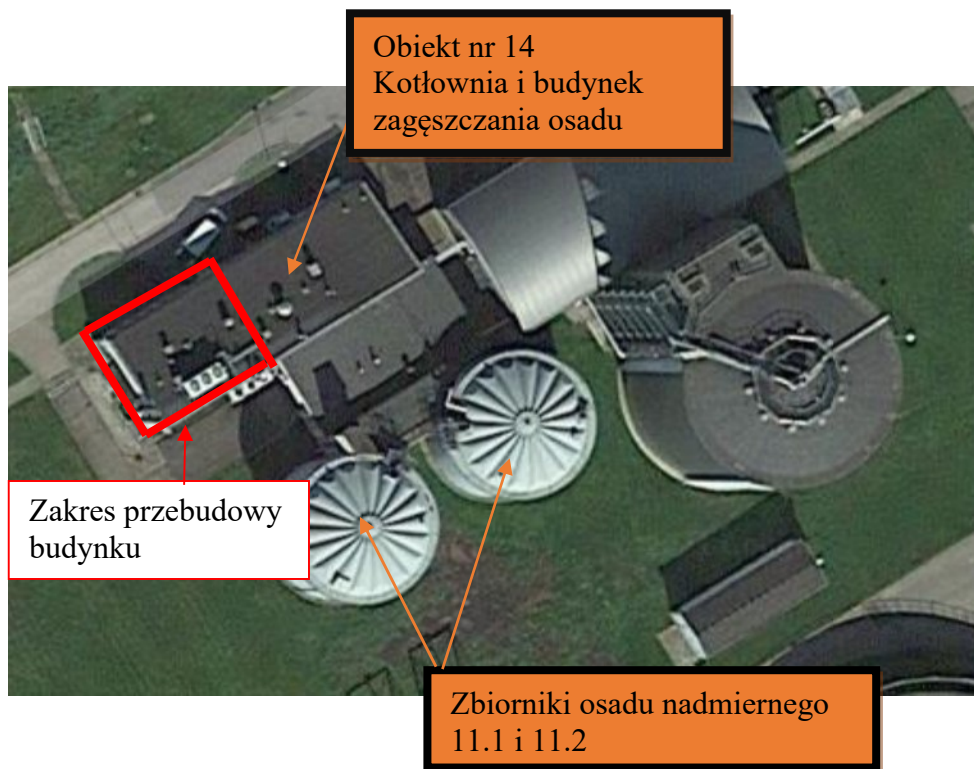 Obiekt nr 14
Kotłownia i budynek
zagęszczania osadu
Zakres przebudowy
budynku
Zbiorniki osadu nadmiernego
11.1 i 11.2